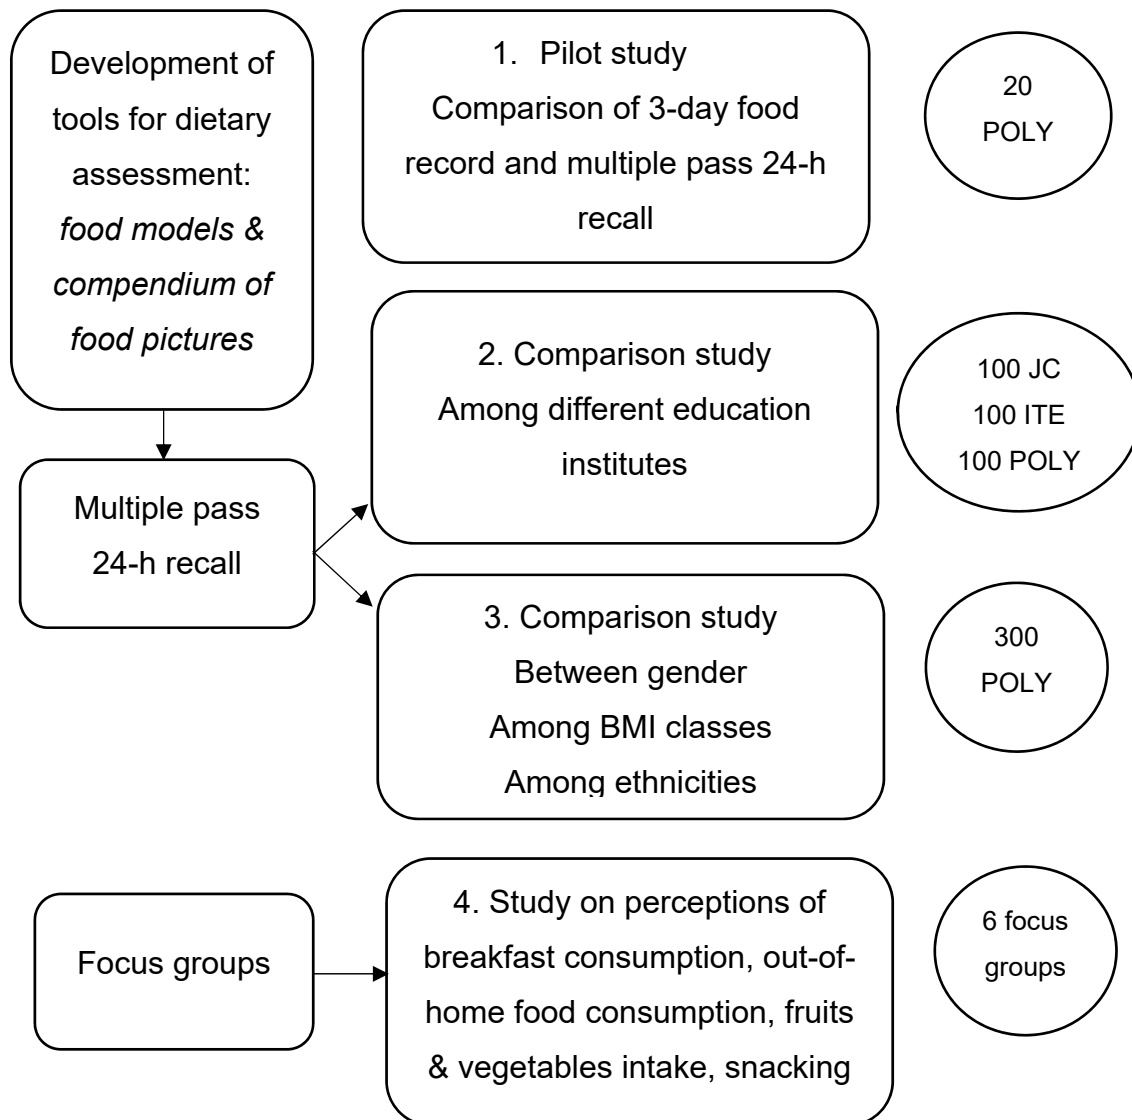 Development of
tools for dietary
assessment:
food models &
compendium of
food pictures
1. Pilot study
Comparison of 3-day food
record and multiple pass 24-h
recall
20
POLY
Multiple pass
24-h recall
2. Comparison study
Among different education
institutes
100 JC
100 ITE
100 POLY
3. Comparison study
Between gender
Among BMI classes
Among ethnicities
300
POLY
Focus groups
4. Study on perceptions of
breakfast consumption, out-of-
home food consumption, fruits
& vegetables intake, snacking
6 focus
groups